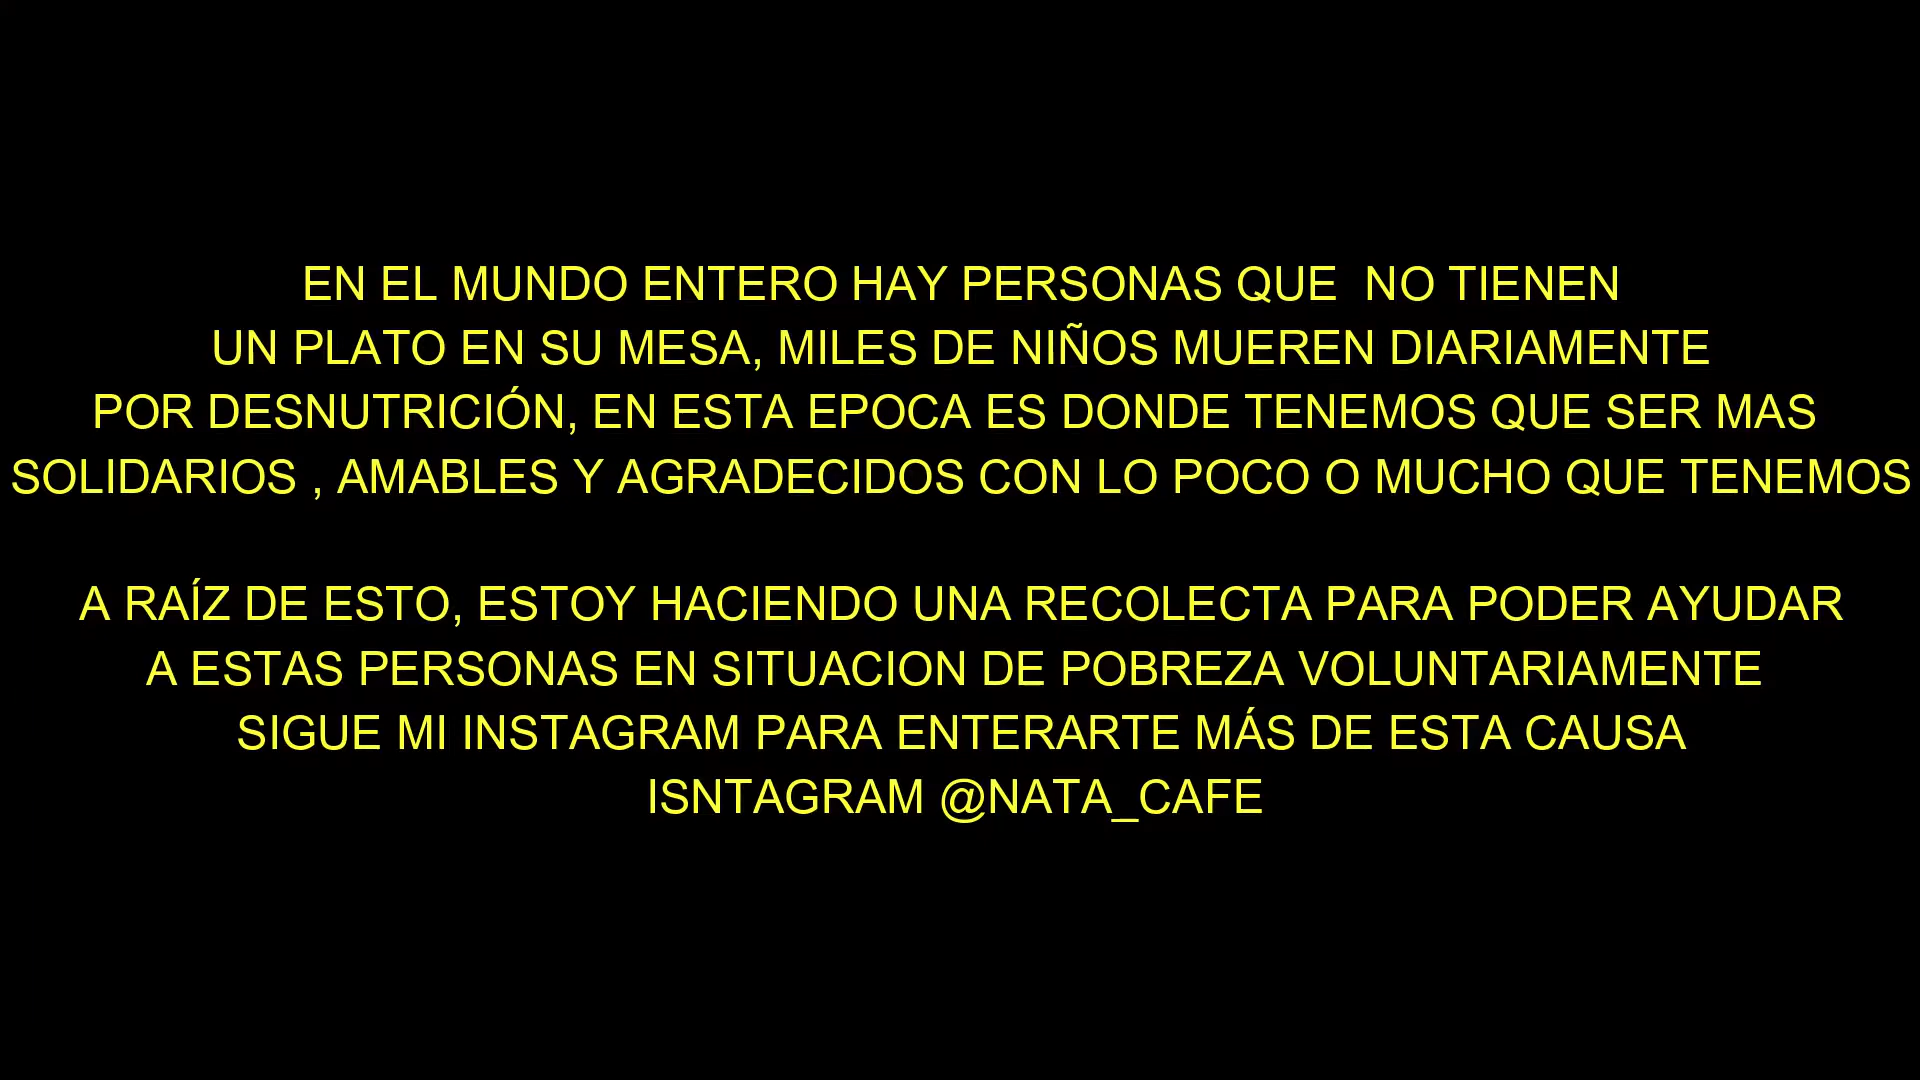 EN EL MUNDO ENTERO HAY PERSONAS QUE  NO TIENEN
UN PLATO EN SU MESA, MILES DE NIÑOS MUEREN DIARIAMENTE
POR DESNUTRICIÓN, EN ESTA EPOCA ES DONDE TENEMOS QUE SER MAS
SOLIDARIOS , AMABLES Y AGRADECIDOS CON LO POCO O MUCHO QUE TENEMOS
A RAÍZ DE ESTO, ESTOY HACIENDO UNA RECOLECTA PARA PODER AYUDAR
A ESTAS PERSONAS EN SITUACION DE POBREZA VOLUNTARIAMENTE
SIGUE MI INSTAGRAM PARA ENTERARTE MÁS DE ESTA CAUSA
ISNTAGRAM @NATA_CAFE